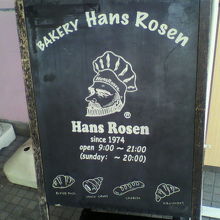 BAKERY Hans Rosen
®
Hans Rosen
since 1974
open 9:00 ~ 21:00
(sunday: ~ 20:00)